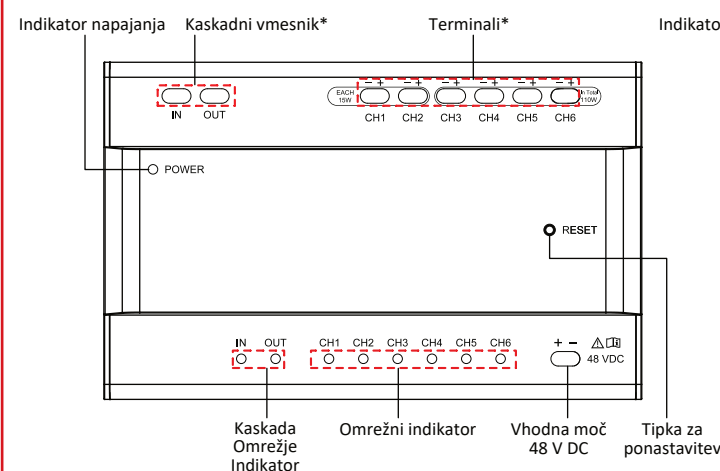 Indikator napajanja Kaskadni vmesnik* Terminali* Indikato
- + - + - + - + - + - +
EACH 15W
In Total 110W
IN OUT CH1 CH2 CH3 CH4 CH5 CH6
POWER
RESET
IN OUT CH1 CH2 CH3 CH4 CH5 CH6 + -
48 VDC
Kaskada Omrežni indikator Vhodna moč Tipka za
Omrežje 48 V DC ponastavitev
Indikator